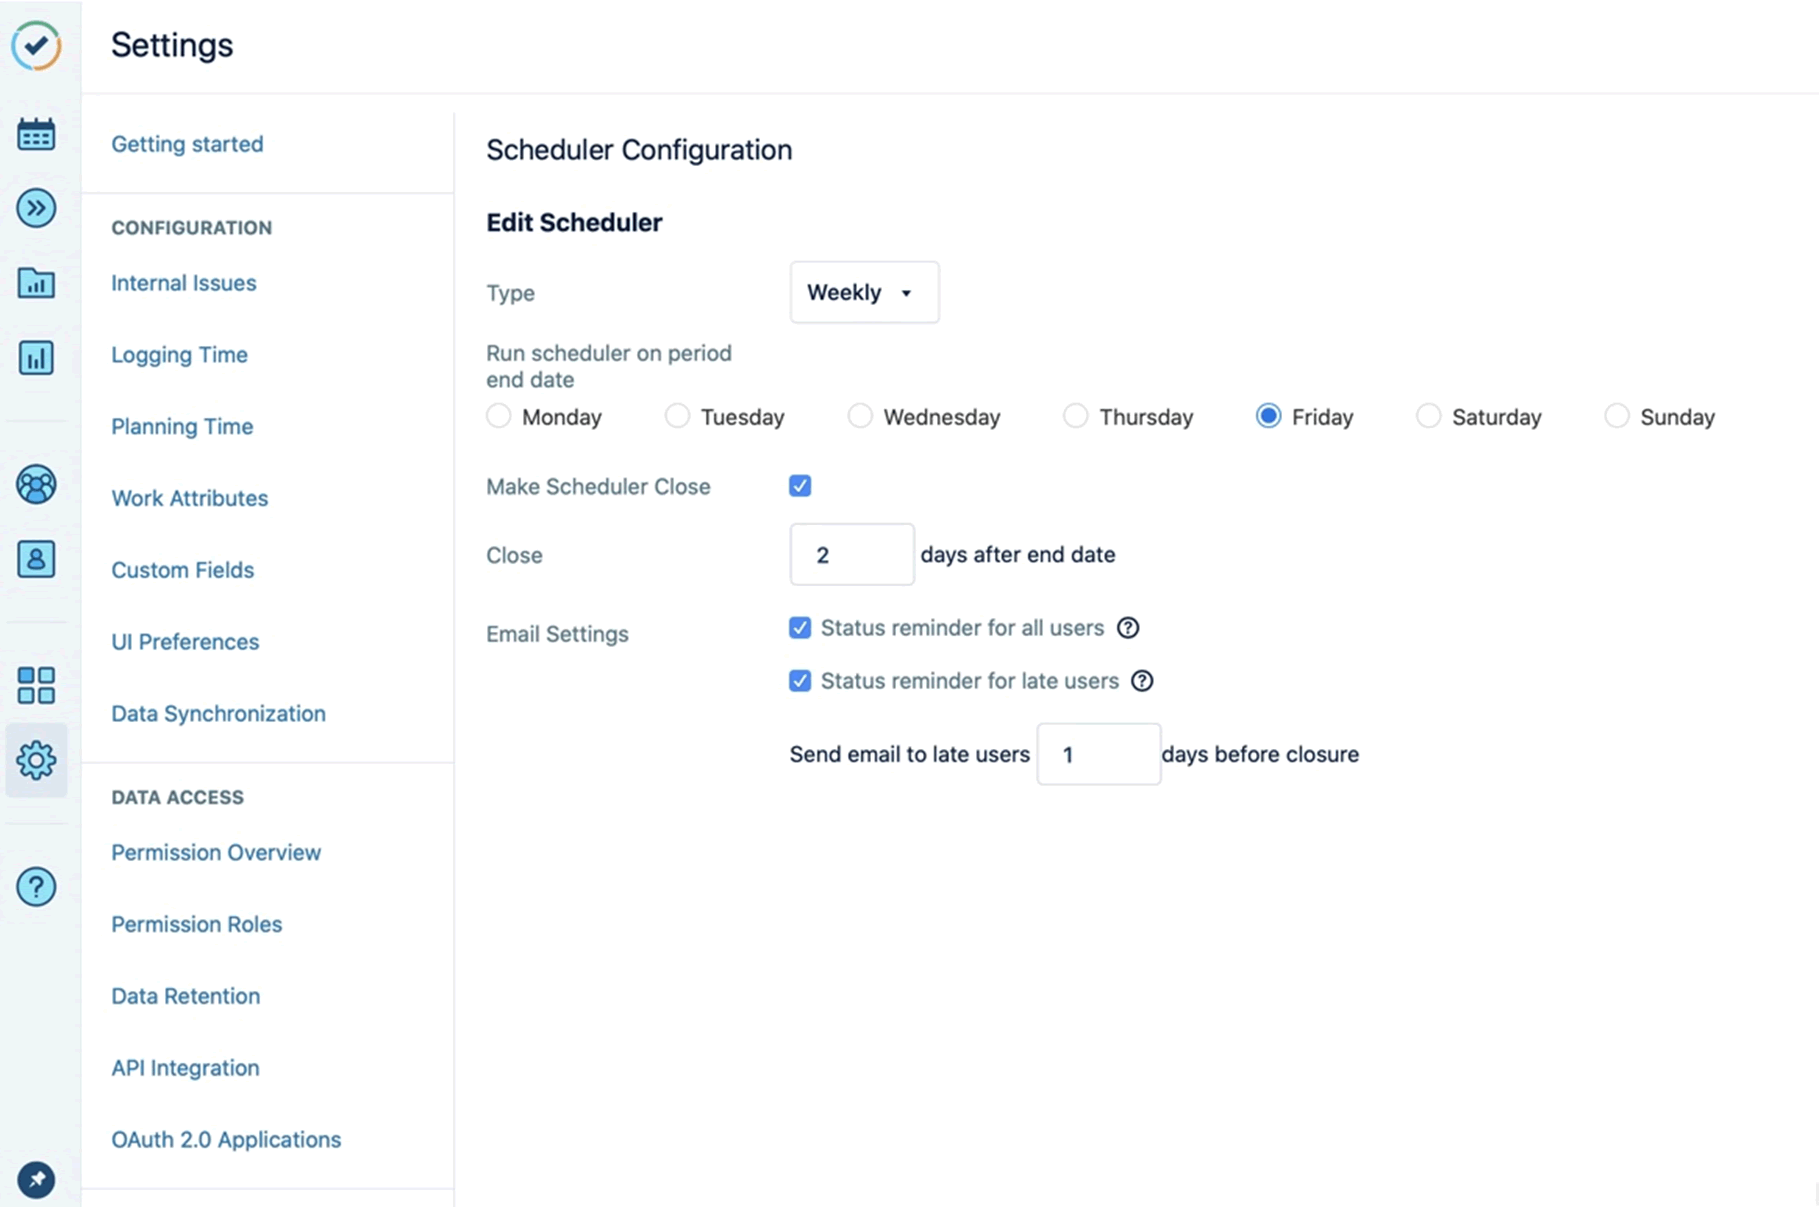 Settings
Getting started
CONFIGURATION
Internal Issues
Logging Time
Planning Time
Work Attributes
Custom Fields
UI Preferences
Data Synchronization
DATA ACCESS
Permission Overview
Permission Roles
Data Retention
API Integration
OAuth 2.0 Applications
Scheduler Configuration
Edit Scheduler
Type Weekly
Run scheduler on period
end date
Monday Tuesday Wednesday Thursday Friday Saturday Sunday
Make Scheduler Close
Close 2 days after end date
Email Settings Status reminder for all users ?
Status reminder for late users ?
Send email to late users 1 days before closure
?